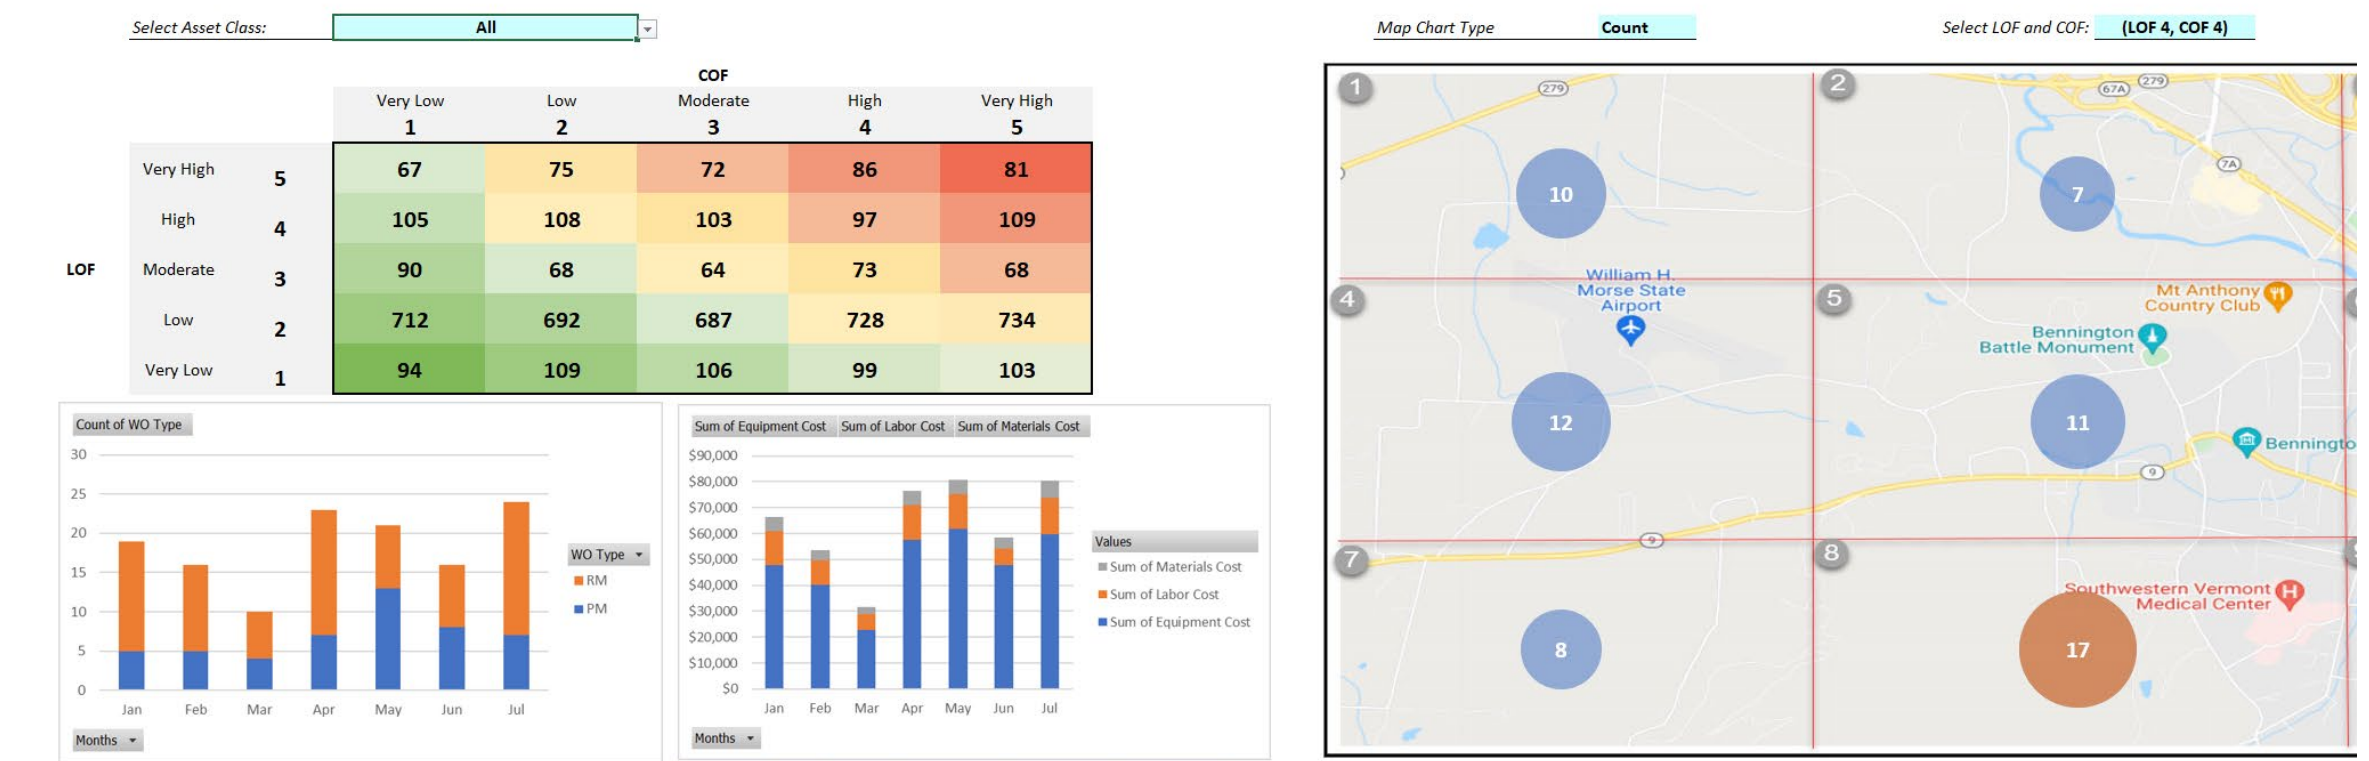 Select Asset Class: All
Map Chart Type Count Select LOF and COF: (LOF 4, COF 4)
COF
Very Low Low Moderate High Very High
1 2 3 4 5
Very High 5 67 75 72 86 81
High 4 105 108 103 97 109
LOF Moderate 3 90 68 64 73 68
Low 2 712 692 687 728 734
Very Low 1 94 109 106 99 103
Count of WO Type
30
25
20
15
10
5
0
Jan Feb Mar Apr May Jun Jul
WO Type
RM
PM
Months
Sum of Equipment Cost Sum of Labor Cost Sum of Materials Cost
$90,000
$80,000
$70,000
$60,000
$50,000
$40,000
$30,000
$20,000
$10,000
$0
Jan Feb Mar Apr May Jun Jul
Values
Sum of Materials Cost
Sum of Labor Cost
Sum of Equipment Cost
Months
1 2
279 67A 279
7A
10 7
William H.
Morse State
Airport
4 5
Mt Anthony
Country Club
Bennington
Battle Monument
12 11
Benningto
9
9
7 8
Southwestern Vermont
Medical Center
H
8 17